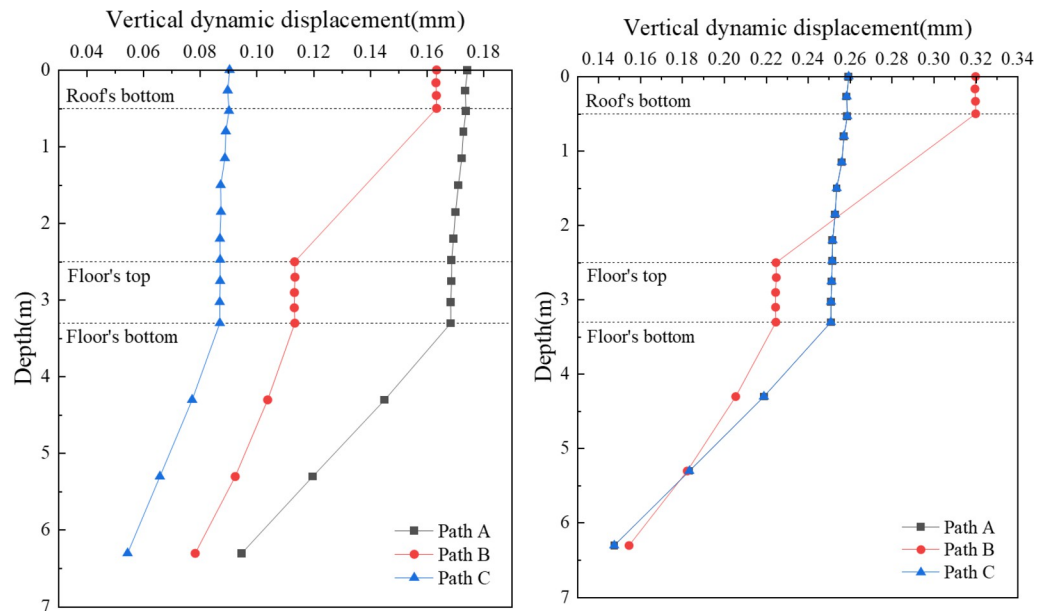 Vertical dynamic displacement(mm)
0.04 0.06 0.08 0.10 0.12 0.14 0.16 0.18
0
1
2
3
4
5
6
7
Depth(m)
Roof's bottom
Floor's top
Floor's bottom
Path A
Path B
Path C
Vertical dynamic displacement(mm)
0.14 0.16 0.18 0.20 0.22 0.24 0.26 0.28 0.30 0.32 0.34
0
1
2
3
4
5
6
7
Depth(m)
Roof's bottom
Floor's top
Floor's bottom
Path A
Path B
Path C